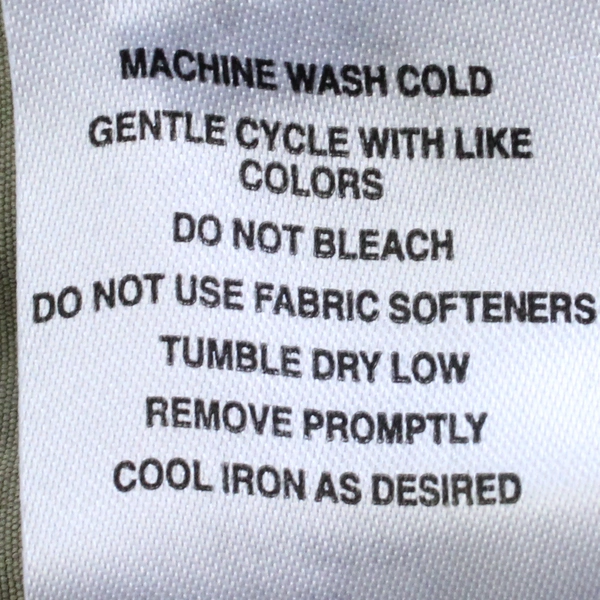 MACHINE WASH COLD
GENTLE CYCLE WITH LIKE
COLORS
DO NOT BLEACH
DO NOT USE FABRIC SOFTENERS
TUMBLE DRY LOW
REMOVE PROMPTLY
COOL IRON AS DESIRED